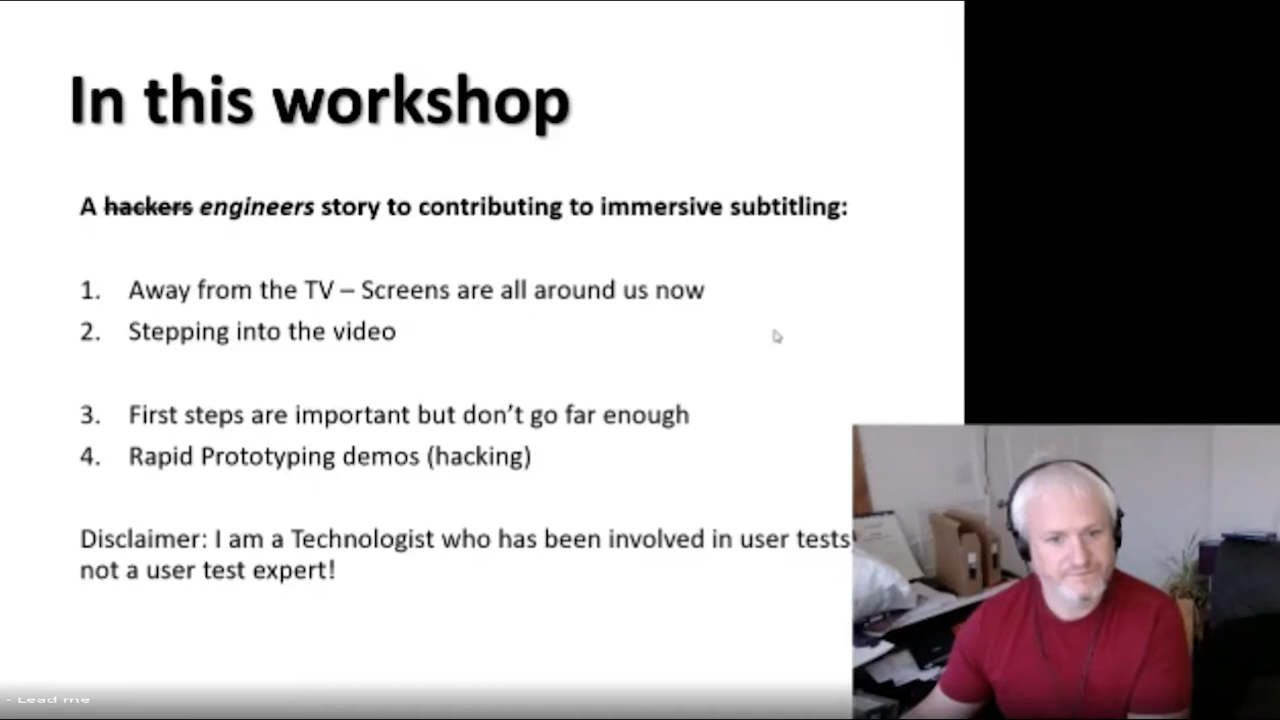 In this workshop
A hackers engineers story to contributing to immersive subtitling:
1. Away from the TV – Screens are all around us now
2. Stepping into the video
3. First steps are important but don’t go far enough
4. Rapid Prototyping demos (hacking)
Disclaimer: I am a Technologist who has been involved in user tests
not a user test expert!
- Lead me